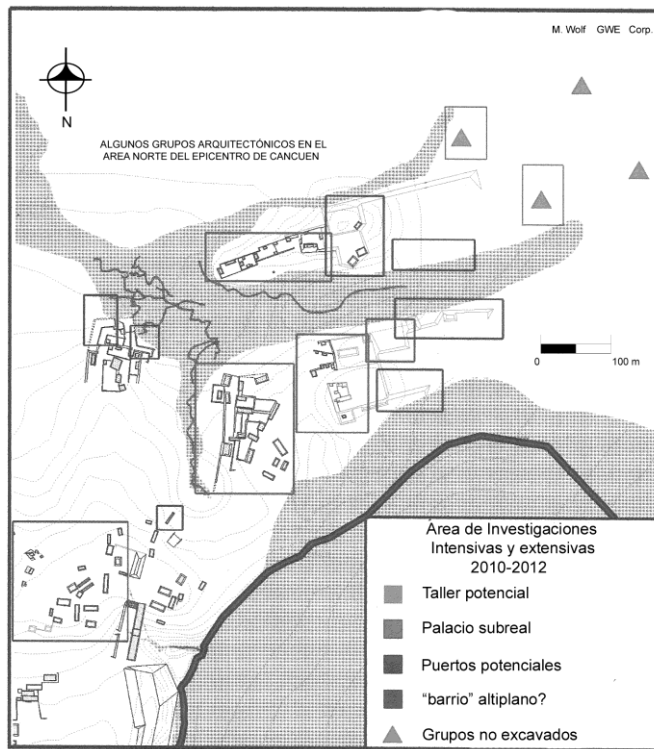 M. Wolf GWE Corp.
N
ALGUNOS GRUPOS ARQUITECTÓNICOS EN EL
AREA NORTE DEL EPICENTRO DE CANCUEN
0 100 m
Área de Investigaciones
Intensivas y extensivas
2010-2012
Taller potencial
Palacio subreal
Puertos potenciales
“barrio” altiplano?
Grupos no excavados